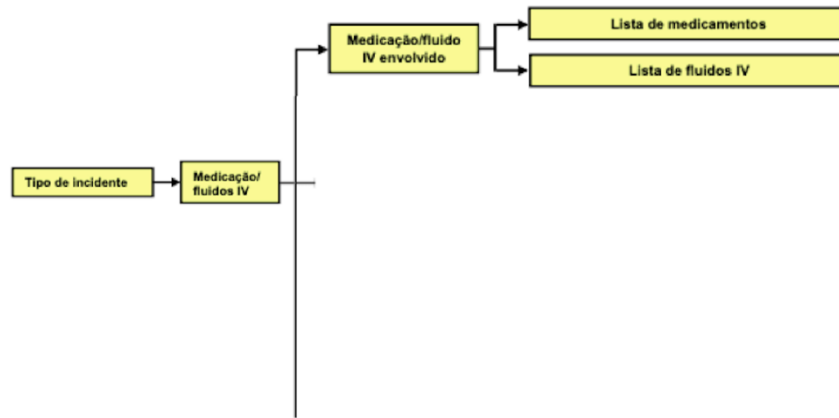 Lista de medicamentos
Medicação/fluido
IV envolvido
Lista de fluidos IV
Tipo de incidente
Medicação/
fluidos IV